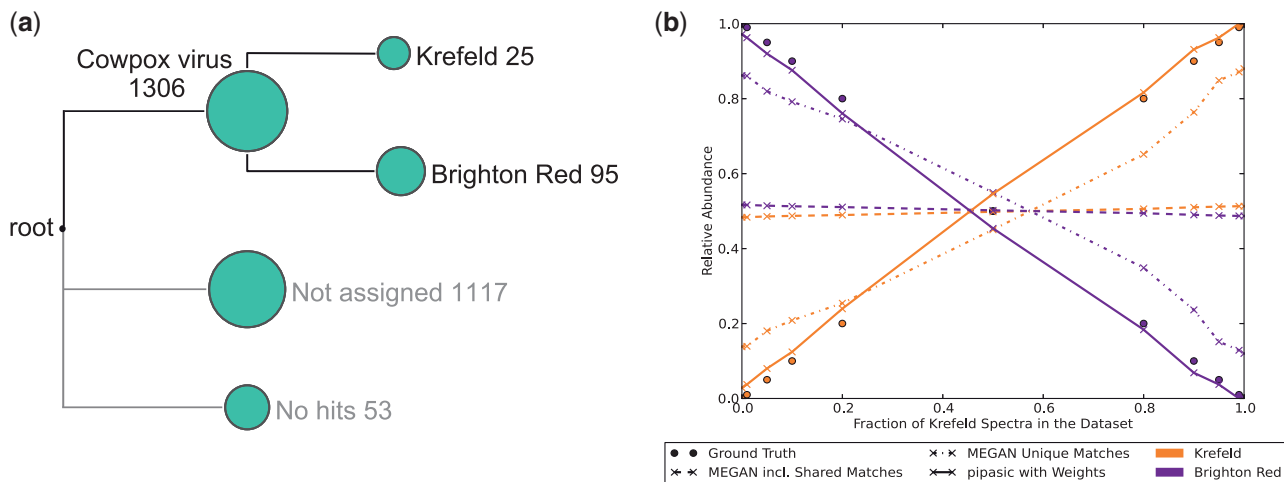 (a)
Cowpox virus
1306
Krefeld 25
Brighton Red 95
root
Not assigned 1117
No hits 53
(b)
Relative Abundance
1.0
0.8
0.6
0.4
0.2
0.0
0.0 0.2 0.4 0.6 0.8 1.0
Fraction of Krefeld Spectra in the Dataset
Ground Truth
MEGAN incl. Shared Matches
MEGAN Unique Matches
pipasic with Weights
Krefeld
Brighton Red